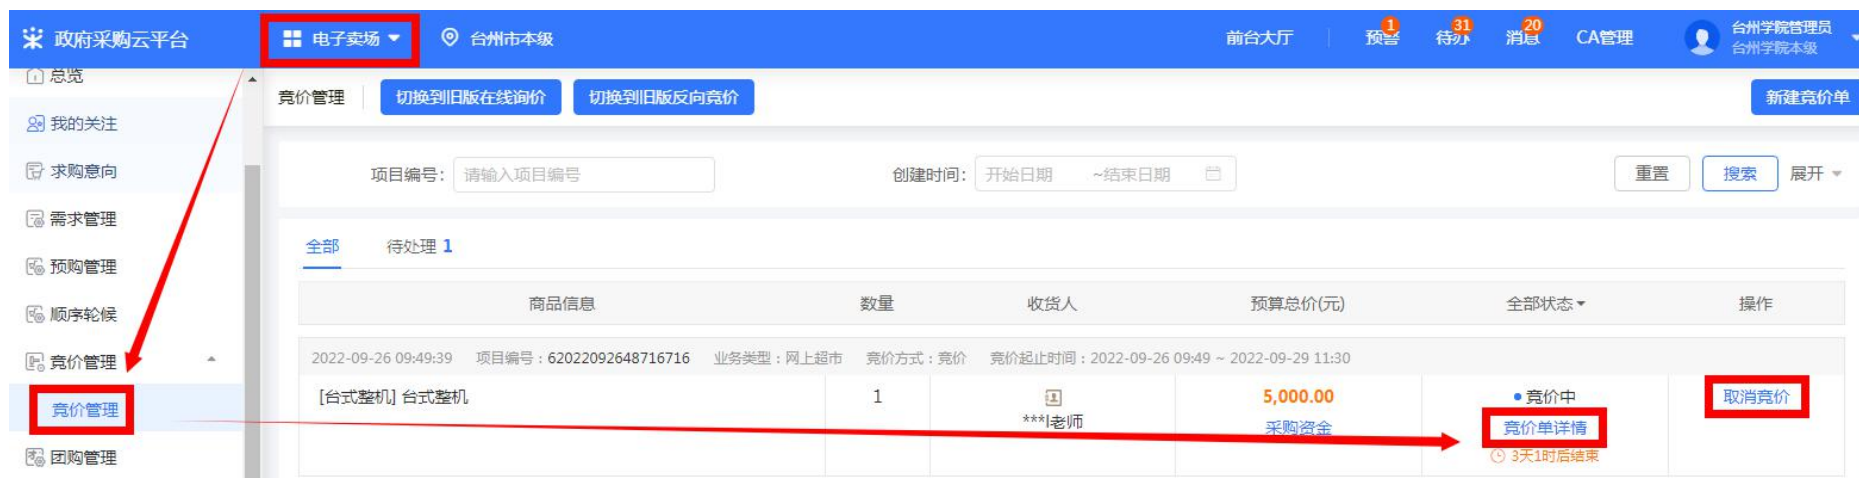 政府采购云平台
电子卖场
台州市本级
前台大厅
预警
1
待办
31
消息
20
CA管理
台州学院管理员
台州学院本级
总览
我的关注
求购意向
需求管理
预购管理
顺序轮候
竞价管理
竞价管理
团购管理
竞价管理
切换到旧版在线询价
切换到旧版反向竞价
新建竞价单
项目编号：
请输入项目编号
创建时间：
开始日期 ~结束日期
重置
搜索
展开
全部
待处理 1
商品信息 数量 收货人 预算总价(元) 全部状态 操作
2022-09-26 09:49:39 项目编号：62022092648716716 业务类型：网上超市 竞价方式：竞价 竞价起止时间：2022-09-26 09:49 ~ 2022-09-29 11:30
[台式整机] 台式整机
1
***l老师
5,000.00
采购资金
竞价中
竞价单详情
3天1时后结束
取消竞价